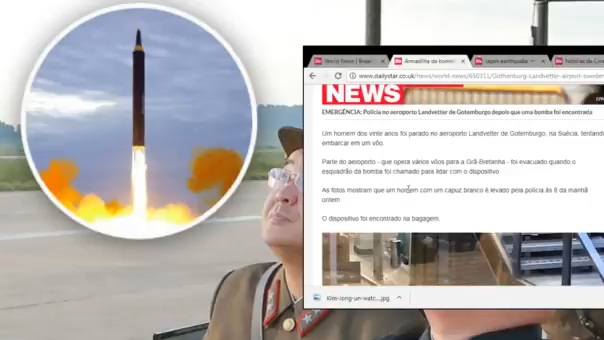 World News | Brea
Armadilha da bomb
japan earthquake
Notícias da Co
www.dailystar.co.uk/news/world-news/650311/Gothenburg-Landvetter-airport-sweden
NEWS
EMERGÊNCIA: Polícia no aeroporto Landvetter de Gotemburgo depois que uma bomba foi encontrada
Um homem dos vinte anos foi parado no aeroporto Landvetter de Gotemburgo, na Suécia, tentando
embarcar em um vôo.
Parte do aeroporto - que opera vários vôos para a Grã-Bretanha - foi evacuado quando o
esquadrão da bomba foi chamado para lidar com o dispositivo
As fotos mostram que um homem com um capuz branco é levado pela polícia às 8 da manhã
ontem
O dispositivo foi encontrado na bagagem.
Kim-Jong-un-watc...jpg